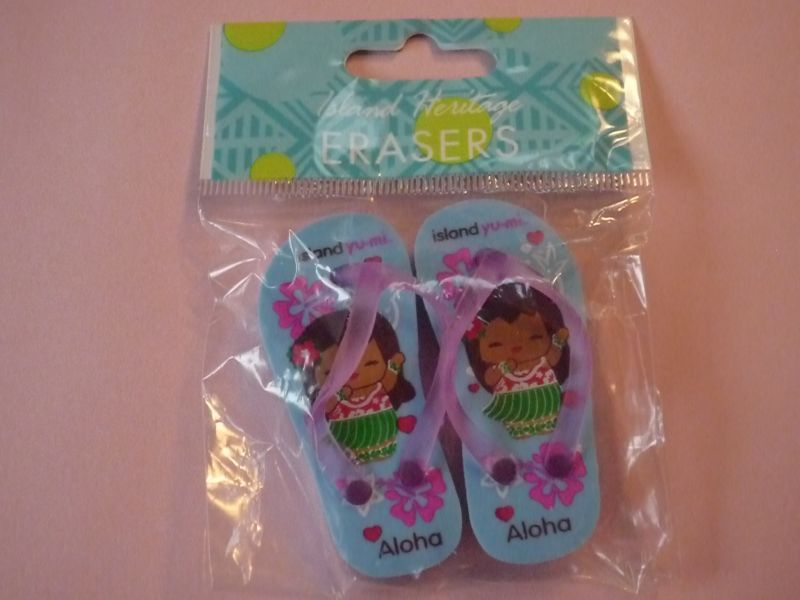 Island Heritage
ERASERS
island yu-mi
island yu-mi
Aloha
Aloha